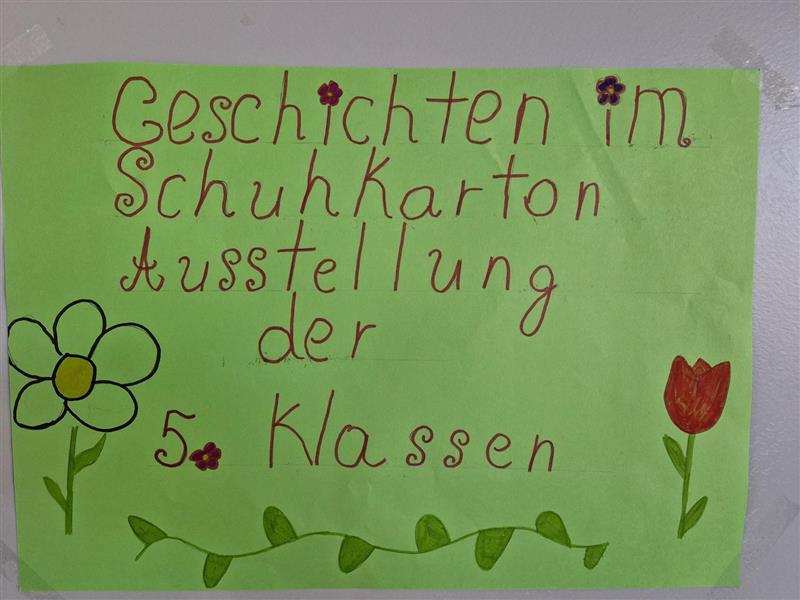 Geschichten im
Schuhkarton
Ausstellung
der
5. Klassen